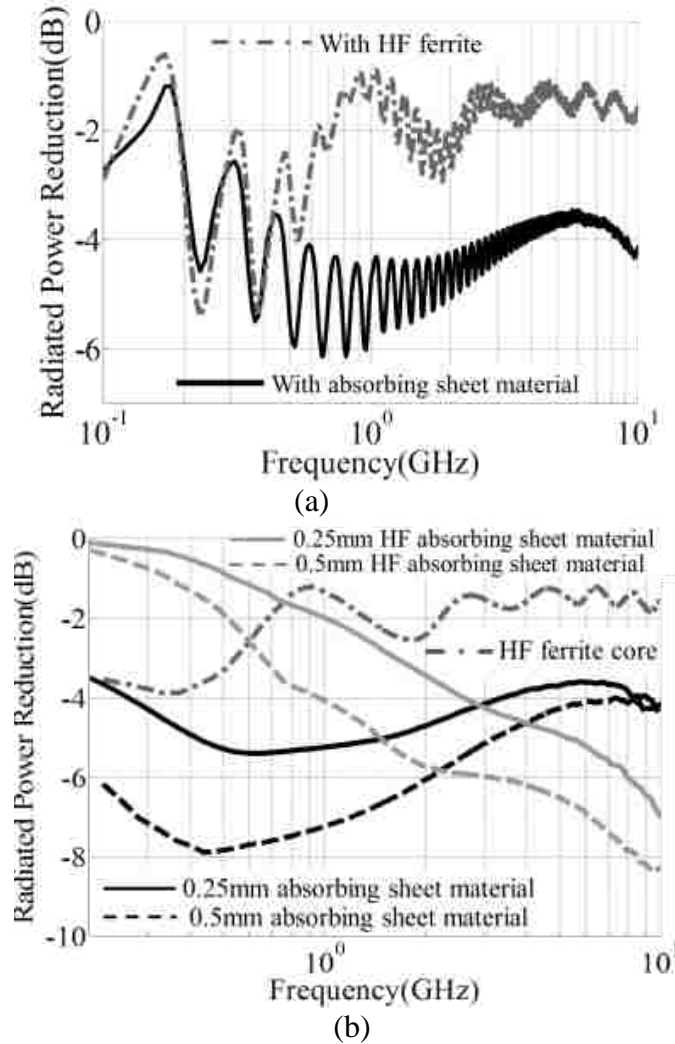 Radiated Power Reduction(dB)
0
-2
-4
-6
With HF ferrite
With absorbing sheet material
10^-1
10^0
10^1
Frequency(GHz)
(a)
Radiated Power Reduction(dB)
0
-2
-4
-6
-8
-10
0.25mm HF absorbing sheet material
0.5mm HF absorbing sheet material
HF ferrite core
0.25mm absorbing sheet material
0.5mm absorbing sheet material
10^0
10^1
Frequency(GHz)
(b)